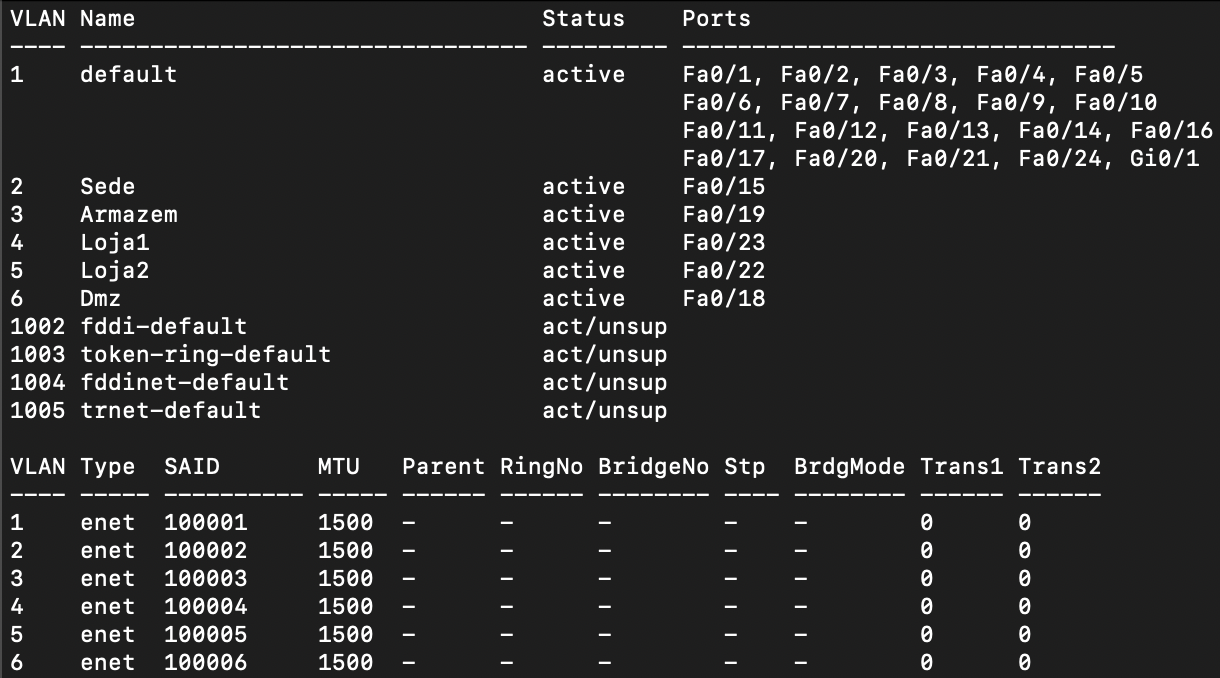 VLAN Name                             Status    Ports
---- -------------------------------- --------- -------------------------------
1    default                          active    Fa0/1, Fa0/2, Fa0/3, Fa0/4, Fa0/5
                                                Fa0/6, Fa0/7, Fa0/8, Fa0/9, Fa0/10
                                                Fa0/11, Fa0/12, Fa0/13, Fa0/14, Fa0/16
                                                Fa0/17, Fa0/20, Fa0/21, Fa0/24, Gi0/1
2    Sede                             active    Fa0/15
3    Armazem                          active    Fa0/19
4    Loja1                            active    Fa0/23
5    Loja2                            active    Fa0/22
6    Dmz                              active    Fa0/18
1002 fddi-default                     act/unsup
1003 token-ring-default               act/unsup
1004 fddinet-default                  act/unsup
1005 trnet-default                    act/unsup

VLAN Type  SAID       MTU   Parent RingNo BridgeNo Stp  BrdgMode Trans1 Trans2
---- ----- ---------- ----- ------ ------ -------- ---- -------- ------ ------
1    enet  100001     1500  -      -      -        -    -        0      0
2    enet  100002     1500  -      -      -        -    -        0      0
3    enet  100003     1500  -      -      -        -    -        0      0
4    enet  100004     1500  -      -      -        -    -        0      0
5    enet  100005     1500  -      -      -        -    -        0      0
6    enet  100006     1500  -      -      -        -    -        0      0